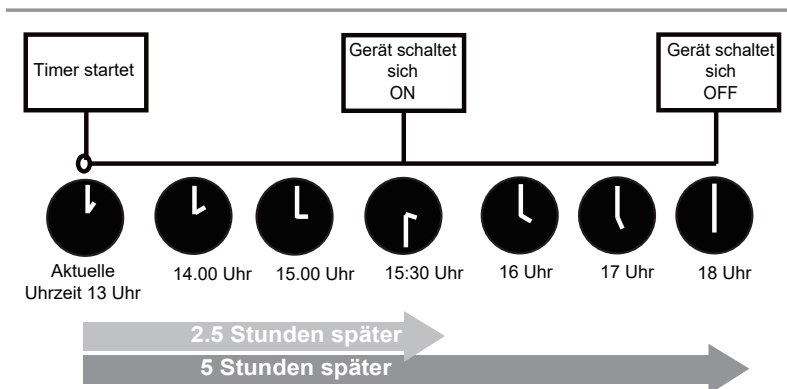 Timer startet
Gerät schaltet
sich
ON
Gerät schaltet
sich
OFF
Aktuelle
Uhrzeit 13 Uhr
14.00 Uhr
15.00 Uhr
15:30 Uhr
16 Uhr
17 Uhr
18 Uhr
2.5 Stunden später
5 Stunden später